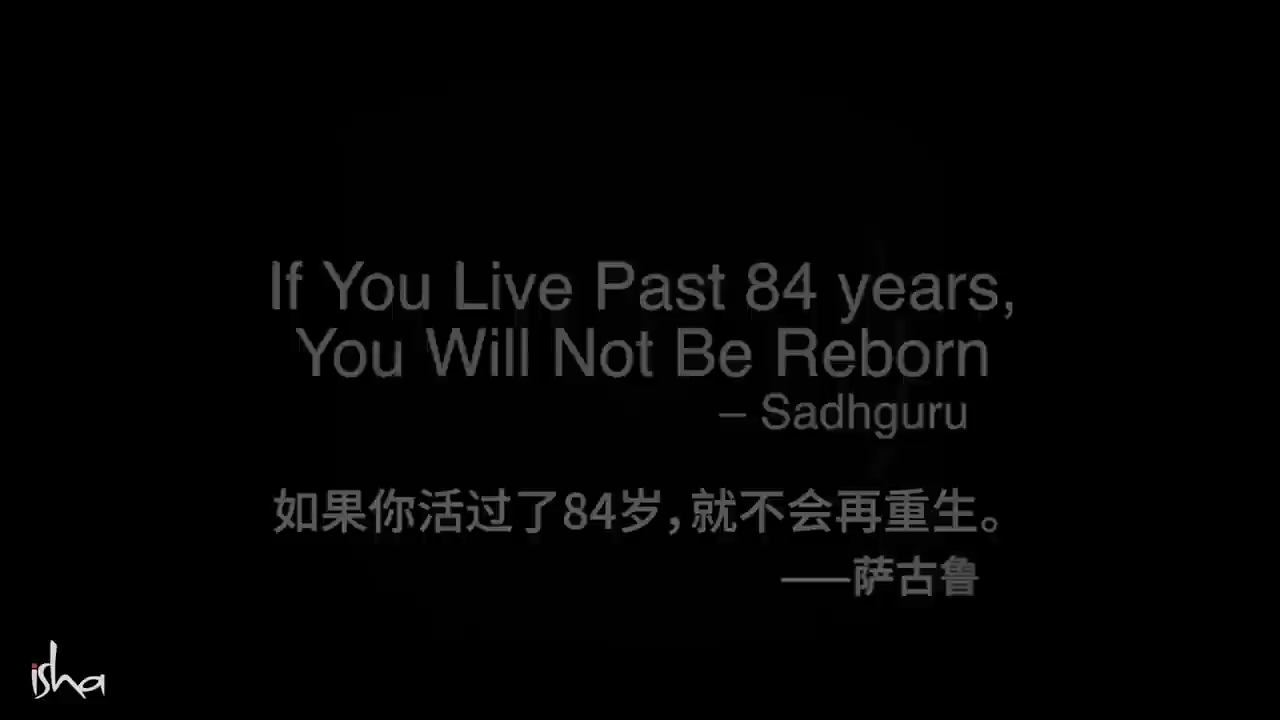 If You Live Past 84 years,
You Will Not Be Reborn
– Sadhguru
如果你活过了84岁，就不会再重生。
——萨古鲁
isha